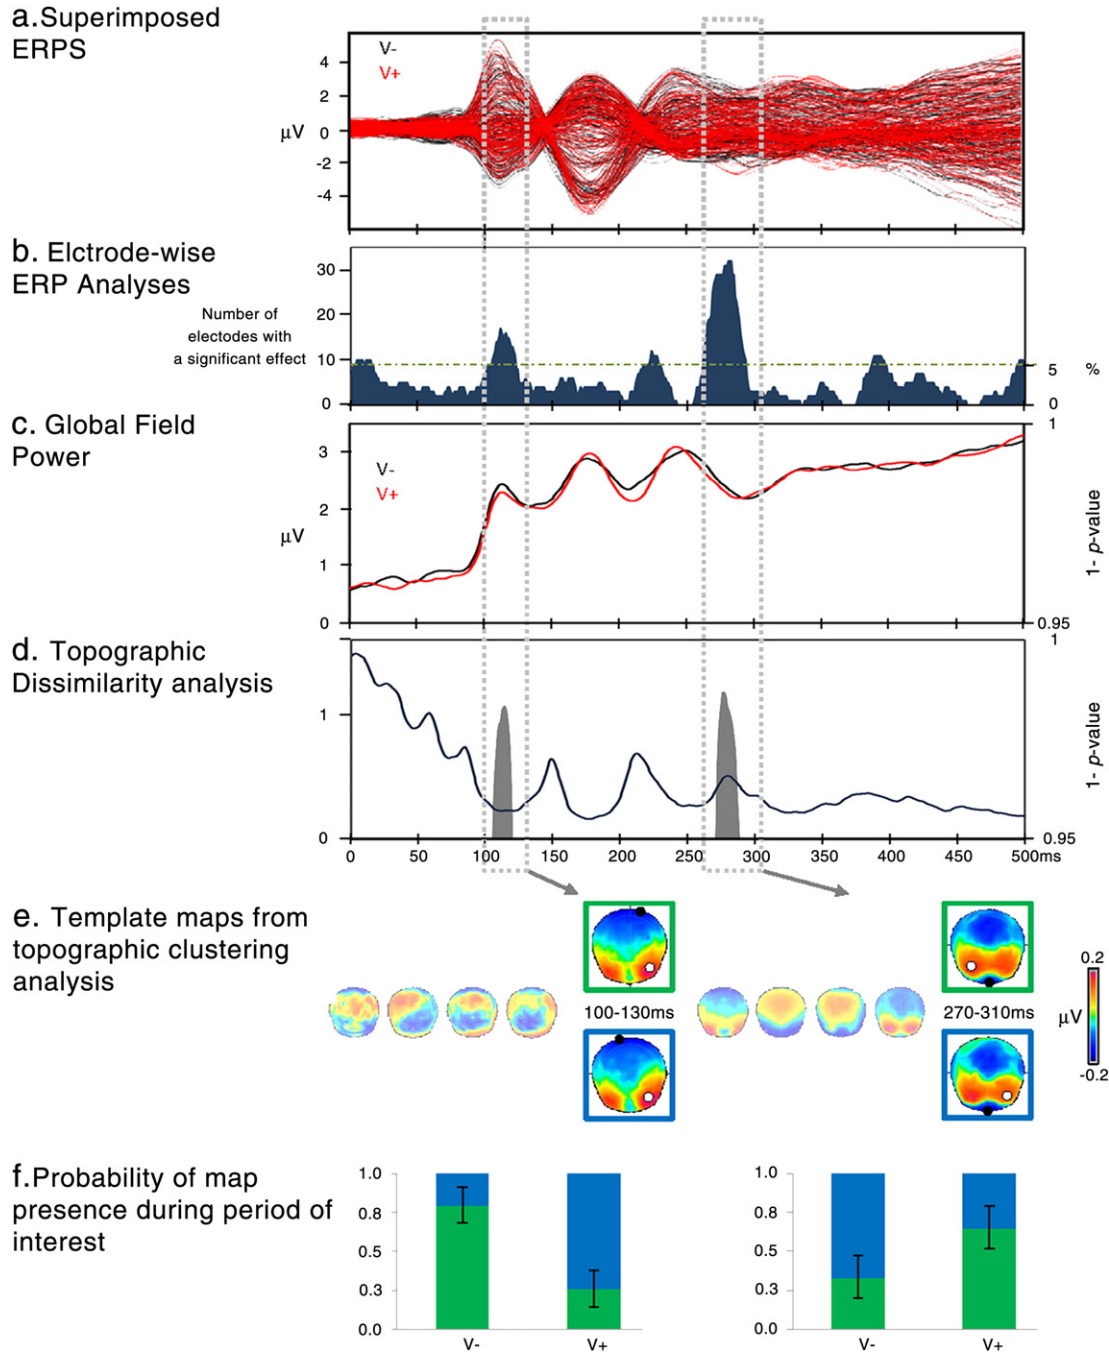 a.Superimposed
ERPS
V-
V+
4
2
0
-2
-4
µV
b. Elctrode-wise
ERP Analyses
Number of
electodes with
a significant effect
30
20
10
0
5
0
%
c. Global Field
Power
V-
V+
3
2
1
0
µV
1
0.95
1- p-value
d. Topographic
Dissimilarity analysis
1
0
1
0.95
1- p-value
0 50 100 150 200 250 300 350 400 450 500ms
e. Template maps from
topographic clustering
analysis
100-130ms
270-310ms
0.2
µV
-0.2
f.Probability of map
presence during period of
interest
1.0
0.8
0.5
0.3
0.0
V- V+
1.0
0.8
0.5
0.3
0.0
V- V+